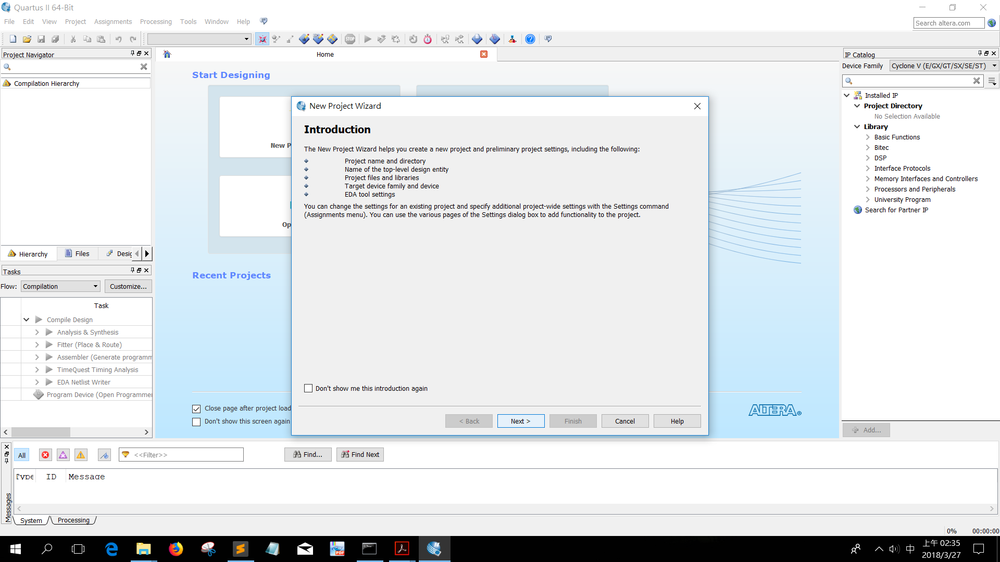 Quartus II 64-Bit
File Edit View Project Assignments Processing Tools Window Help
Search altera.com
STOP
Project Navigator
Compilation Hierarchy
Hierarchy Files
Tasks
Flow: Compilation Customize...
Task
Compile Design
Analysis & Synthesis
Fitter (Place & Route)
Assembler (Generate programm
TimeQuest Timing Analysis
EDA Netlist Writer
Program Device (Open Programmer
Home
Start Designing
New P
Op
Recent Projects
Close page after project load
Don't show this screen again
ALTERA®
New Project Wizard
Introduction
The New Project Wizard helps you create a new project and preliminary project settings, including the following:
Project name and directory
Name of the top-level design entity
Project files and libraries
Target device family and device
EDA tool settings
You can change the settings for an existing project and specify additional project-wide settings with the Settings command
(Assignments menu). You can use the various pages of the Settings dialog box to add functionality to the project.
Don't show me this introduction again
< Back Next > Finish Cancel Help
IP Catalog
Device Family Cyclone V (E/GX/GT/SX/SE/ST)
Installed IP
Project Directory
No Selection Available
Library
Basic Functions
Bitec
DSP
Interface Protocols
Memory Interfaces and Controllers
Processors and Peripherals
University Program
Search for Partner IP
Add...
All <<Filter>> Find... Find Next
Type ID Message
Messages
System Processing
0% 00:00:00
PDF
中
上午 02:35
2018/3/27